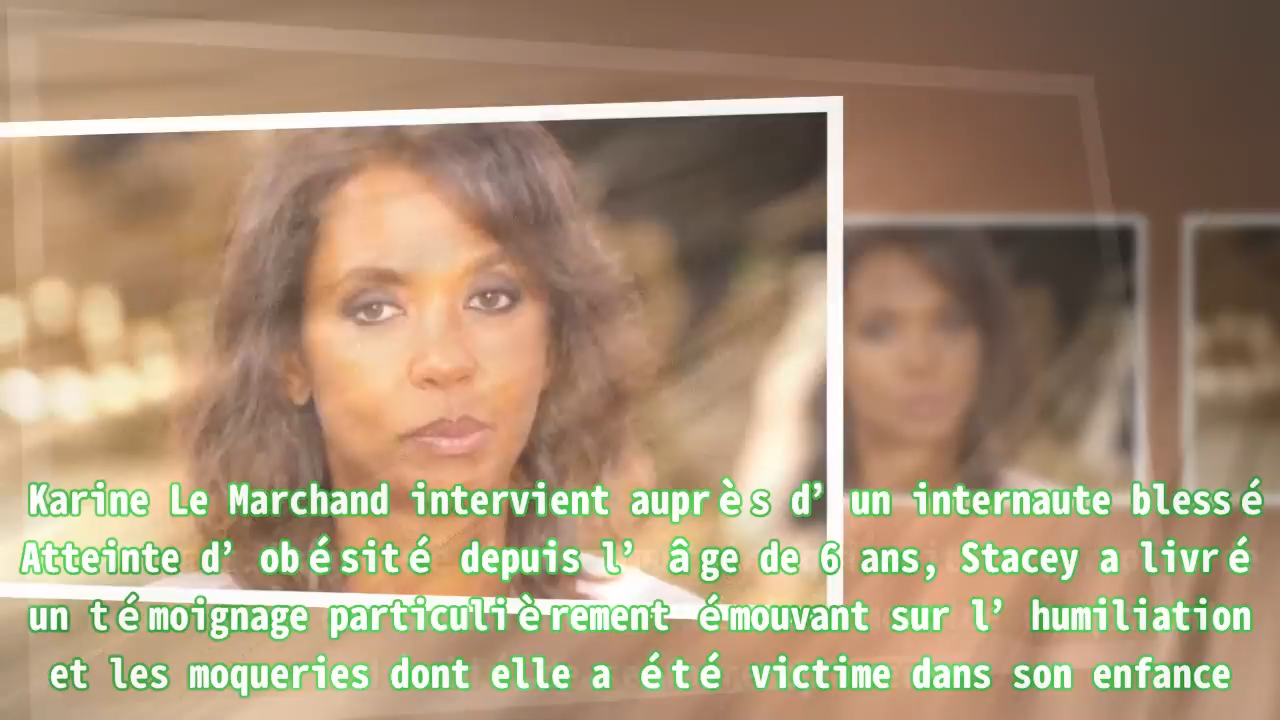 Karine Le Marchand intervient auprès d’ un internaute blessé
Atteinte d’ obésité depuis l’ âge de 6 ans, Stacey a livré
un témoignage particulièrement émouvant sur l’ humiliation
et les moqueries dont elle a été victime dans son enfance